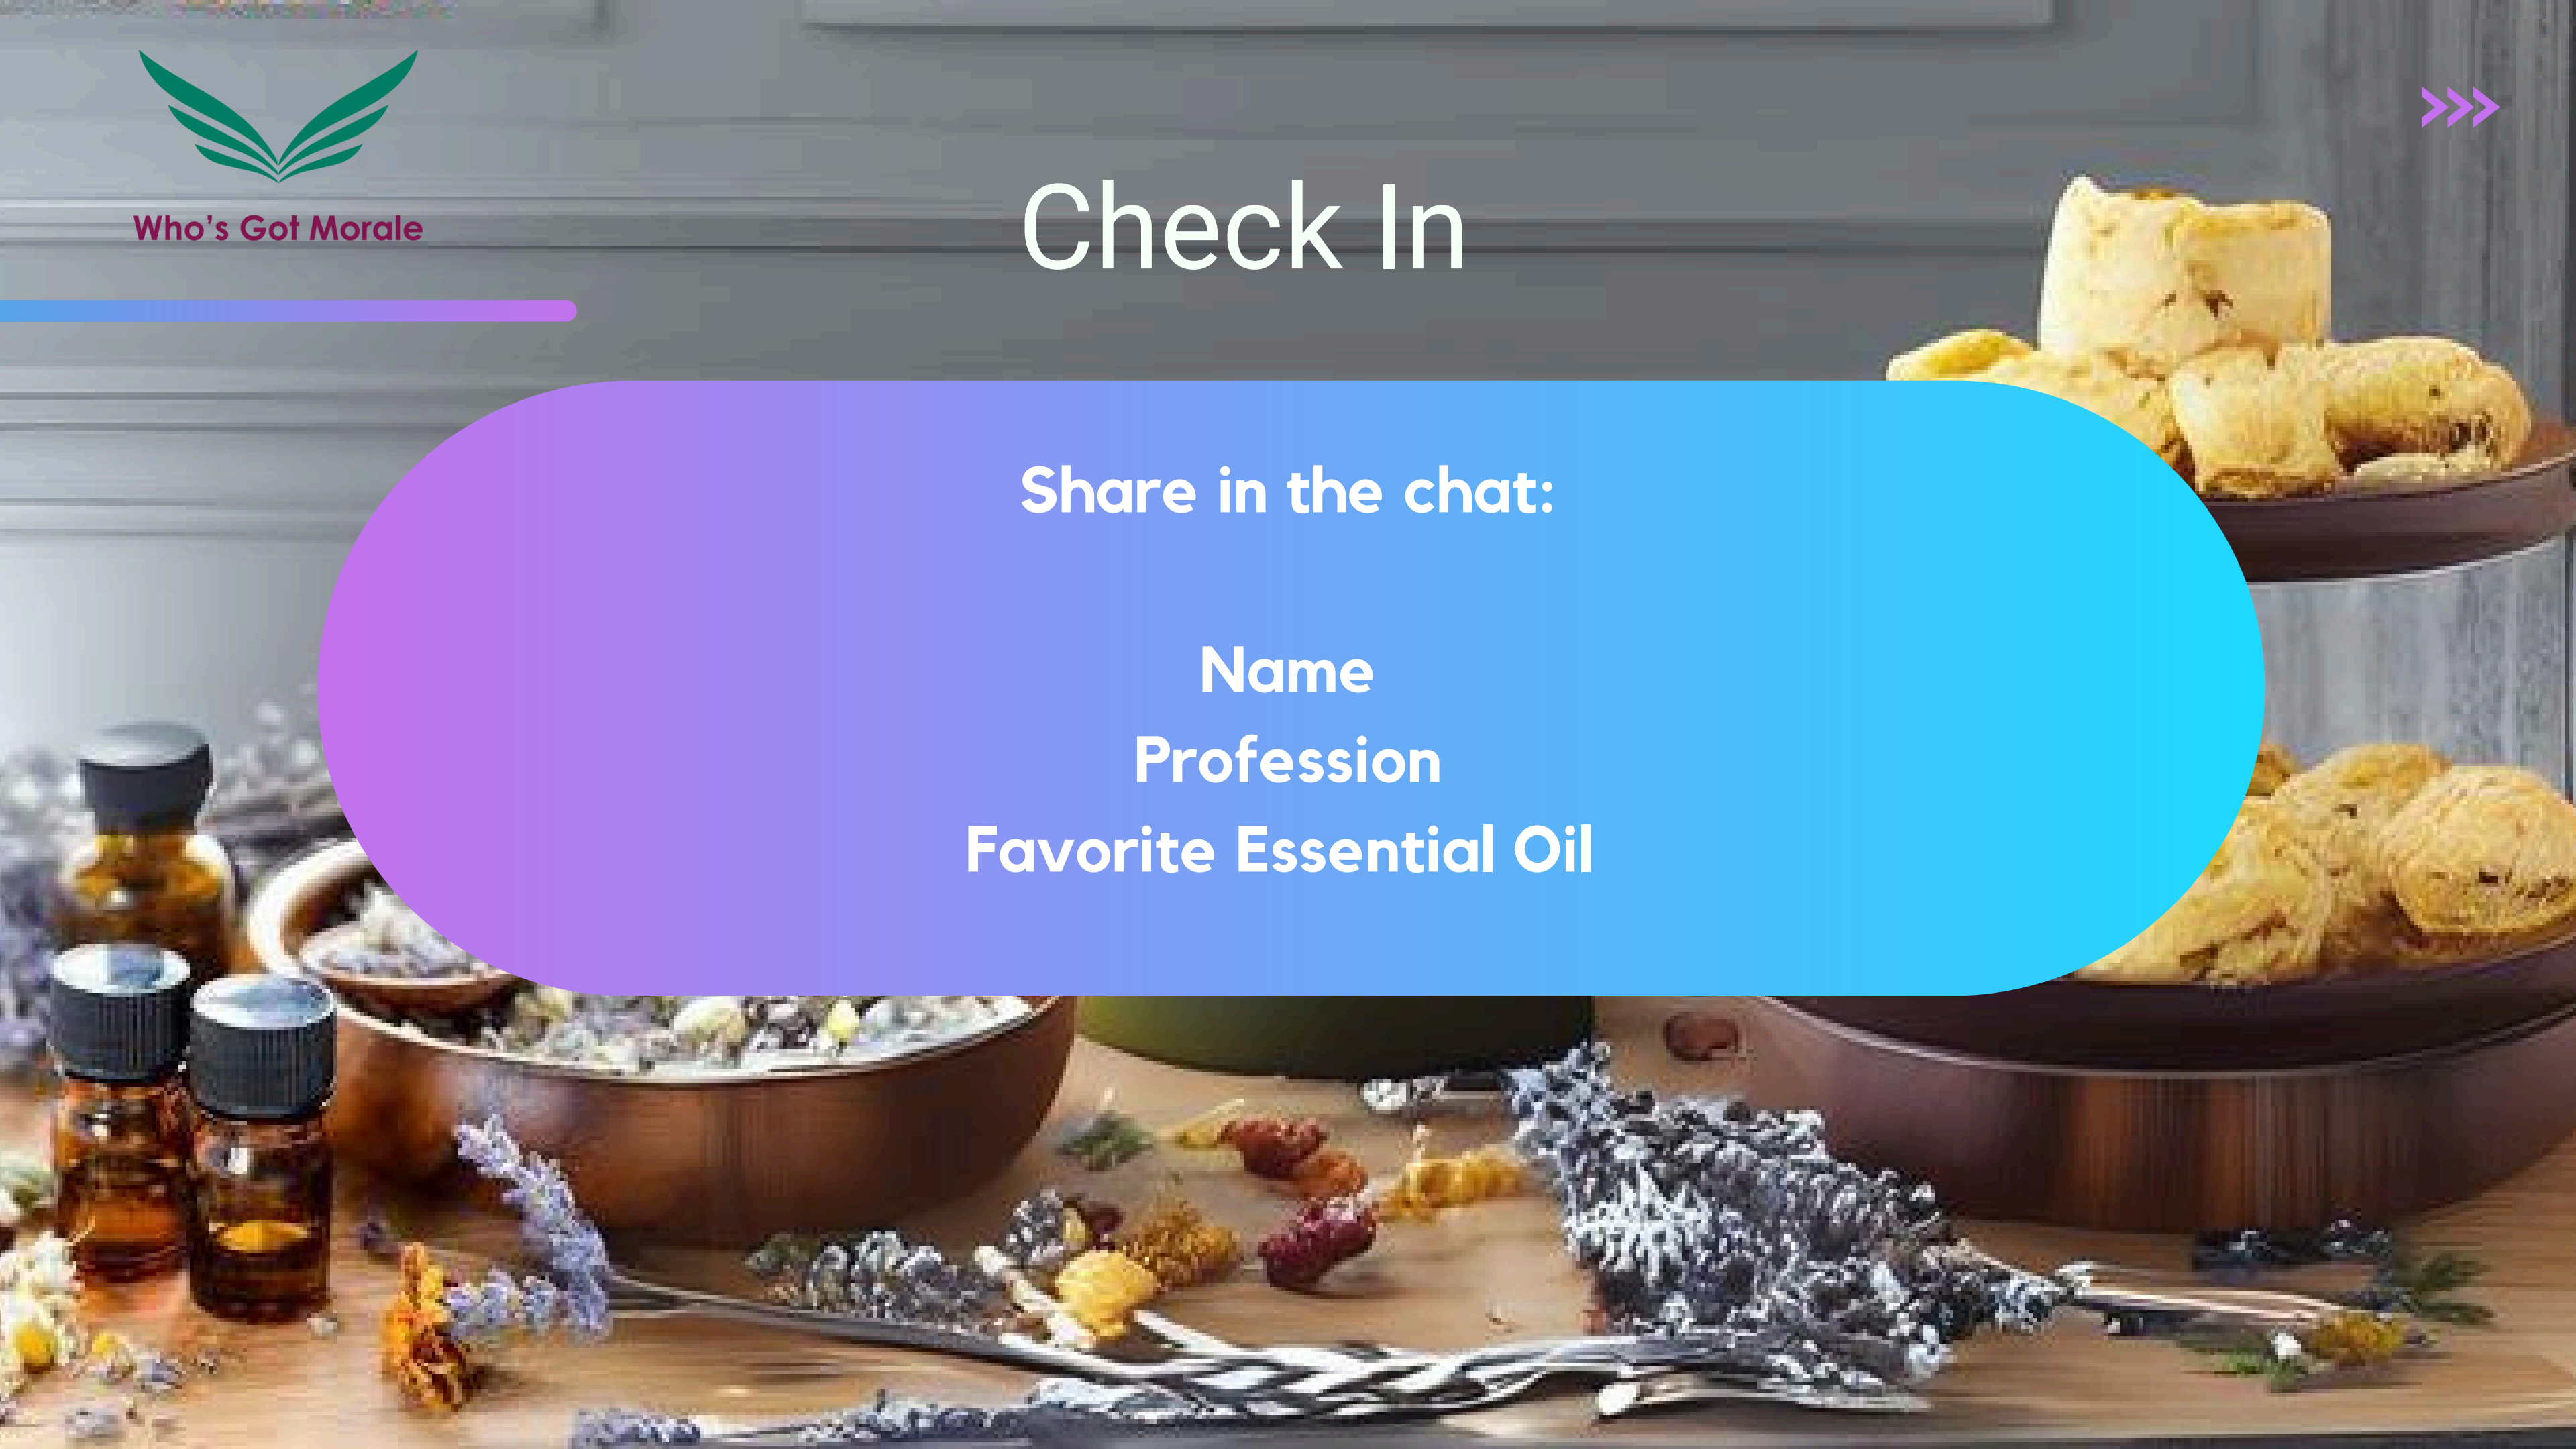 Who's Got Morale
Check In
Share in the chat:
Name
Profession
Favorite Essential Oil